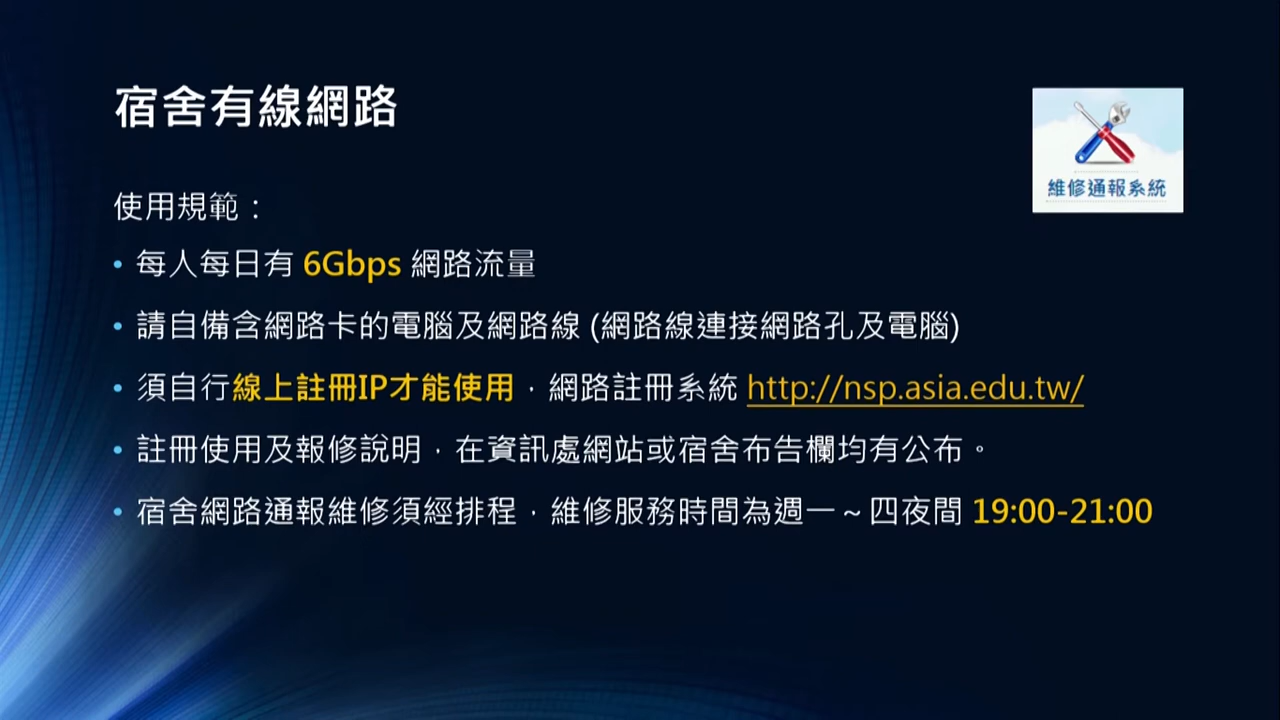 宿舍有線網路
維修通報系統
使用規範：
• 每人每日有 6Gbps 網路流量
• 請自備含網路卡的電腦及網路線 (網路線連接網路孔及電腦)
• 須自行線上註冊IP才能使用，網路註冊系統 http://nsp.asia.edu.tw/
• 註冊使用及報修說明，在資訊處網站或宿舍布告欄均有公布。
• 宿舍網路通報維修須經排程，維修服務時間為週一～四夜間 19:00-21:00